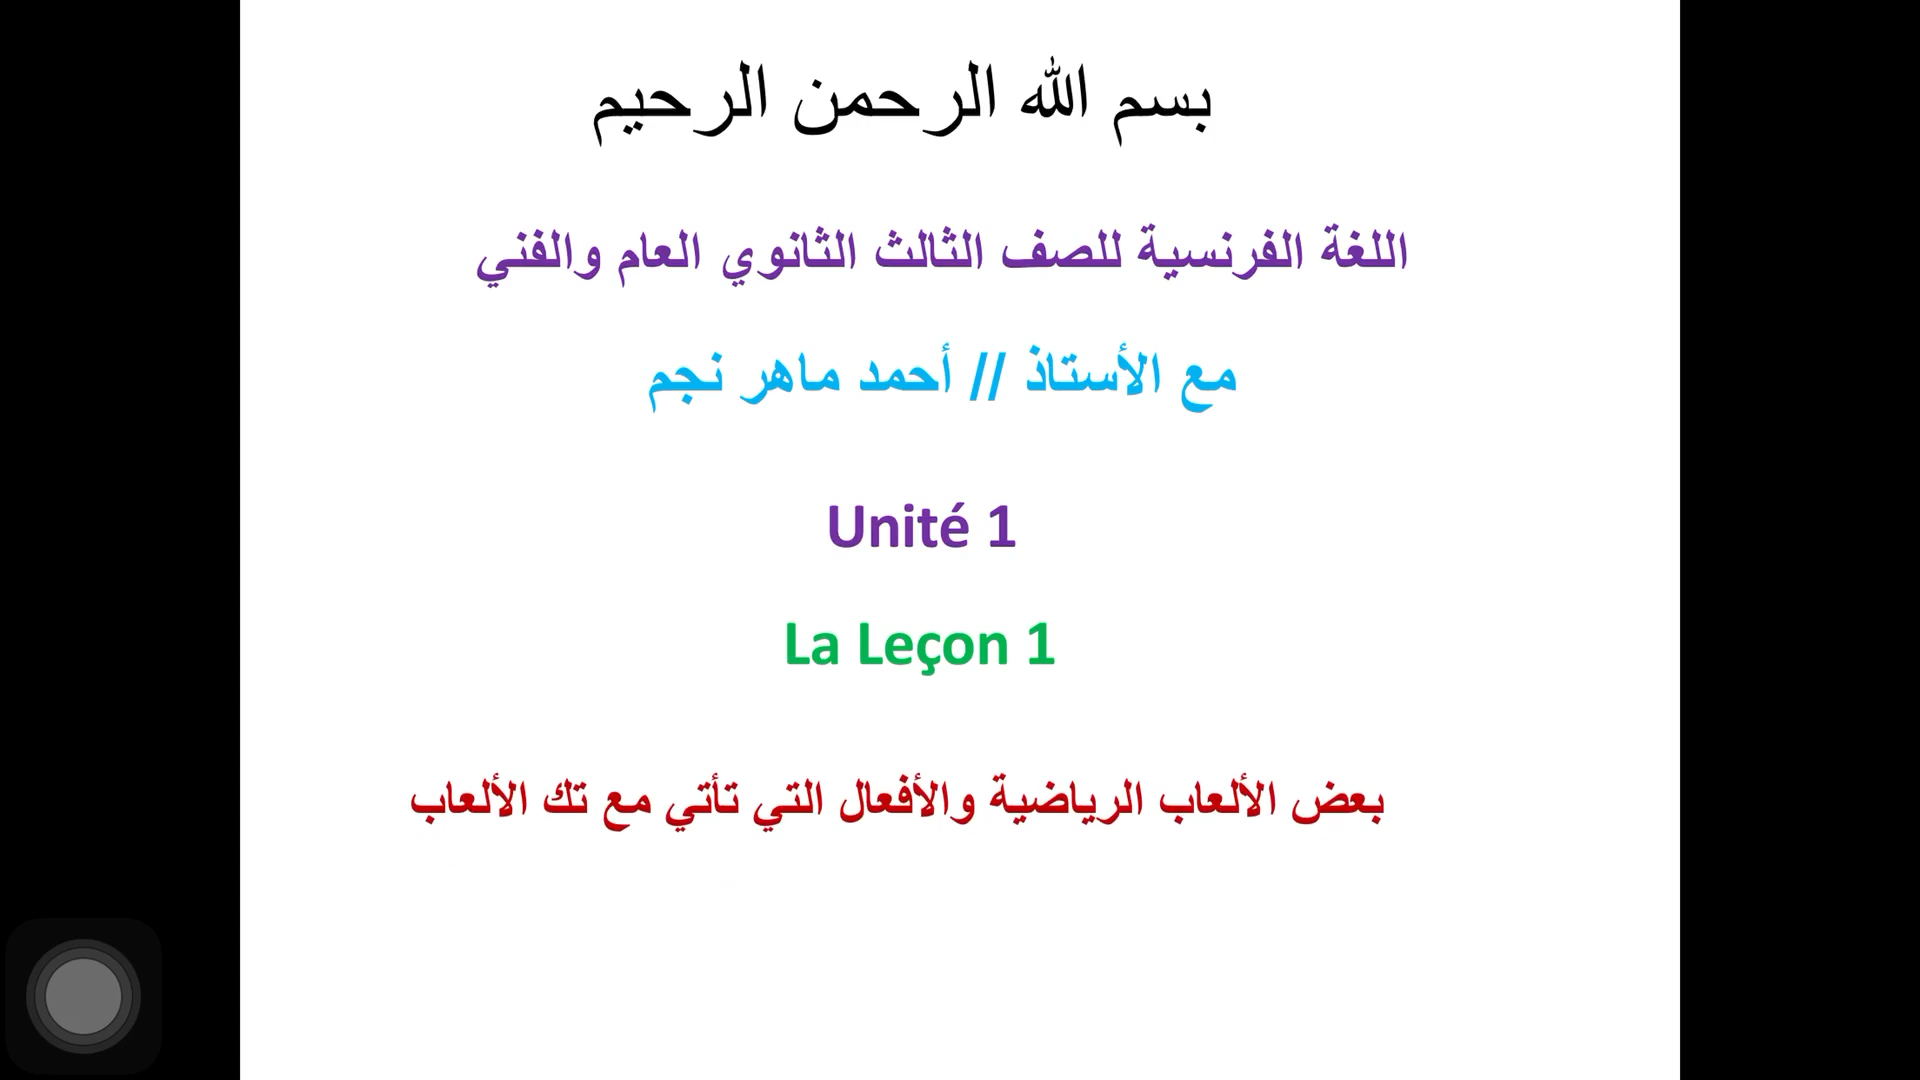 بسم الله الرحمن الرحيم
اللغة الفرنسية للصف الثالث الثانوي العام والفني
مع الأستاذ // أحمد ماهر نجم
Unité 1
La Leçon 1
بعض الألعاب الرياضية والأفعال التي تأتي مع تك الألعاب